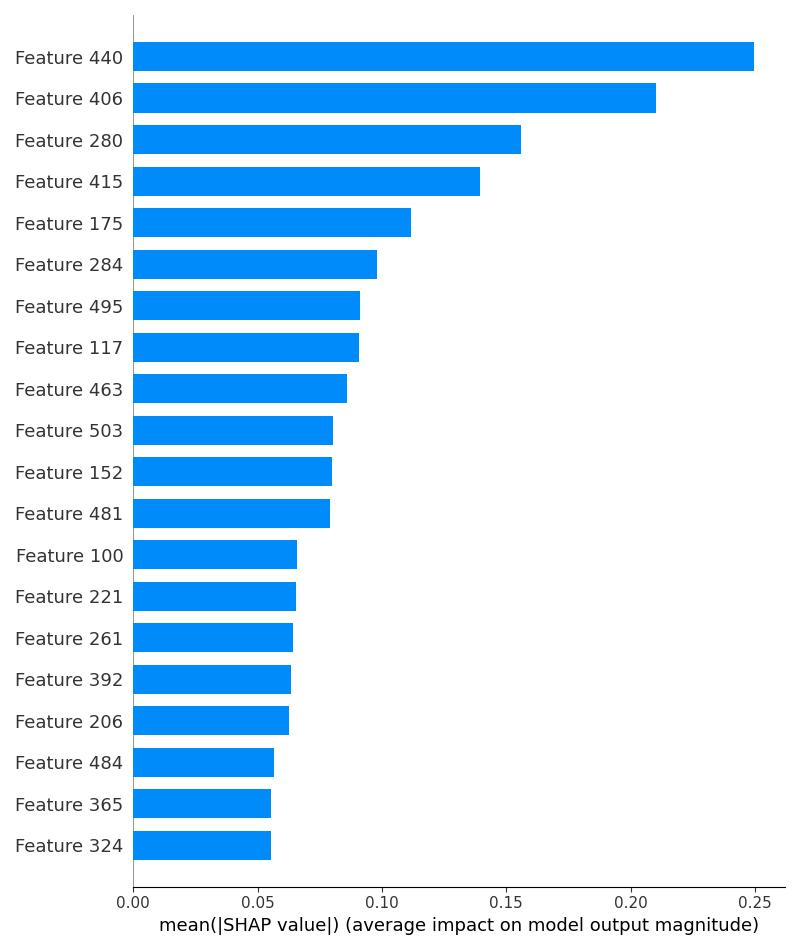 Feature 440
Feature 406
Feature 280
Feature 415
Feature 175
Feature 284
Feature 495
Feature 117
Feature 463
Feature 503
Feature 152
Feature 481
Feature 100
Feature 221
Feature 261
Feature 392
Feature 206
Feature 484
Feature 365
Feature 324
0.00 0.05 0.10 0.15 0.20 0.25
mean(|SHAP value|) (average impact on model output magnitude)